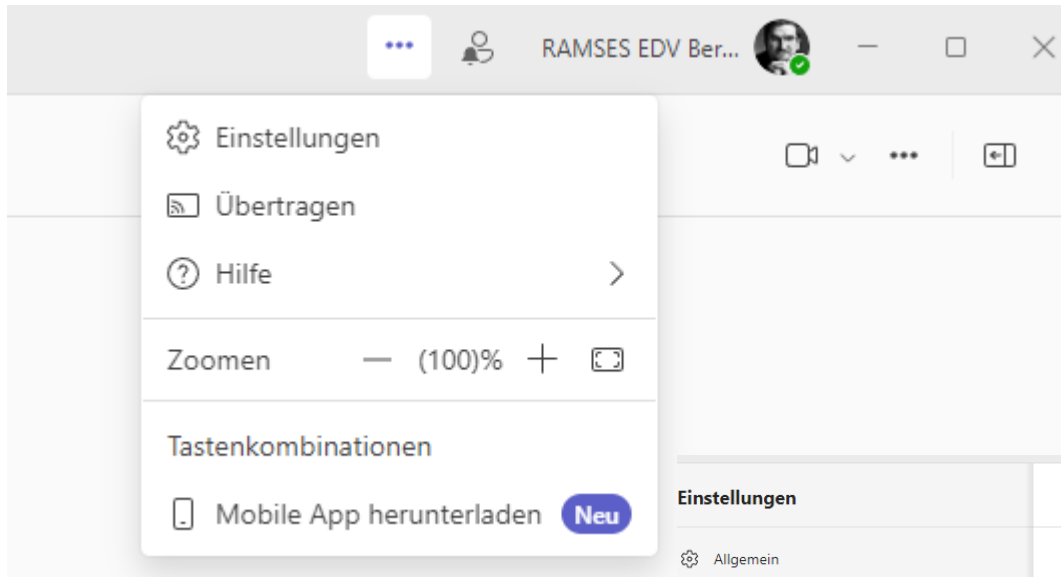 RAMSES EDV Ber...
Einstellungen
Übertragen
Hilfe
Zoomen — (100)% +
Tastenkombinationen
Mobile App herunterladen Neu
Einstellungen
Allgemein